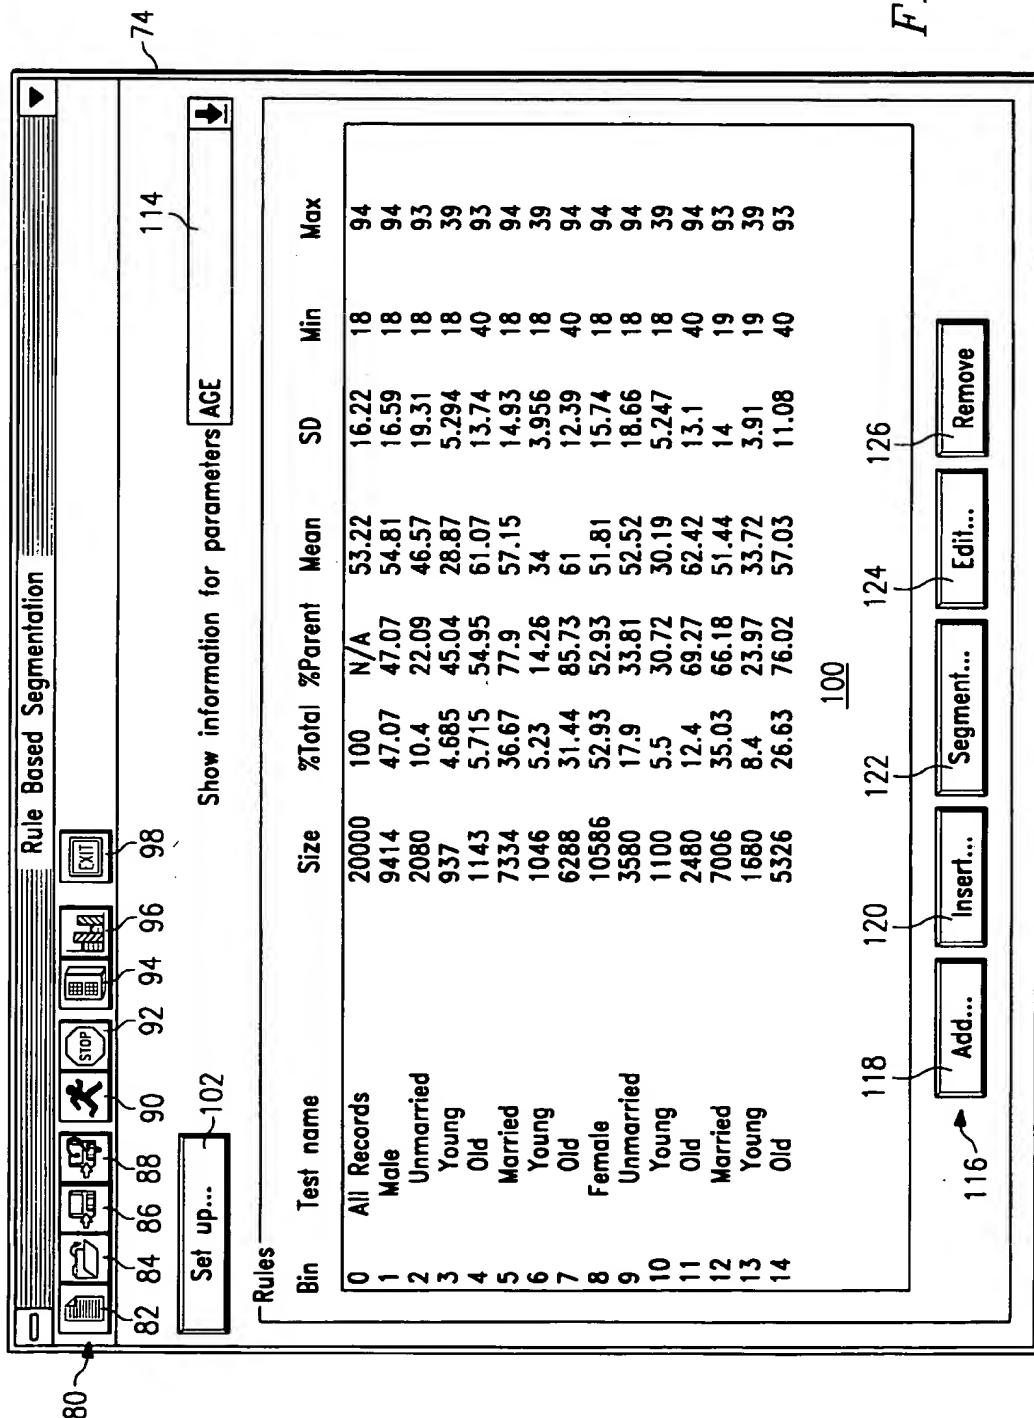 Rule Based Segmentation
74
80
82 84 86 88 90 92 94 96 98
STOP
EXIT
Set up...
102
Show information for parameters AGE
114
Rules
Bin Test name Size %Total %Parent Mean SD Min Max
0 All Records 20000 100 N/A 53.22 16.22 18 94
1 Male 9414 47.07 47.07 54.81 16.59 18 94
2 Unmarried 2080 10.4 22.09 46.57 19.31 18 93
3 Young 937 4.685 45.04 28.87 5.294 18 39
4 Old 1143 5.715 54.95 61.07 13.74 40 93
5 Married 7334 36.67 77.9 57.15 14.93 18 94
6 Young 1046 5.23 14.26 34 3.956 18 39
7 Old 6288 31.44 85.73 61 12.39 40 94
8 Female 10586 52.93 52.93 51.81 15.74 18 94
9 Unmarried 3580 17.9 33.81 52.52 18.66 18 94
10 Young 1100 5.5 30.72 30.19 5.247 18 39
11 Old 2480 12.4 69.27 62.42 13.1 40 94
12 Married 7006 35.03 66.18 51.44 14 19 93
13 Young 1680 8.4 23.97 33.72 3.91 19 39
14 Old 5326 26.63 76.02 57.03 11.08 40 93
100
116
118 120 122 124 126
Add... Insert... Segment... Edit... Remove
F